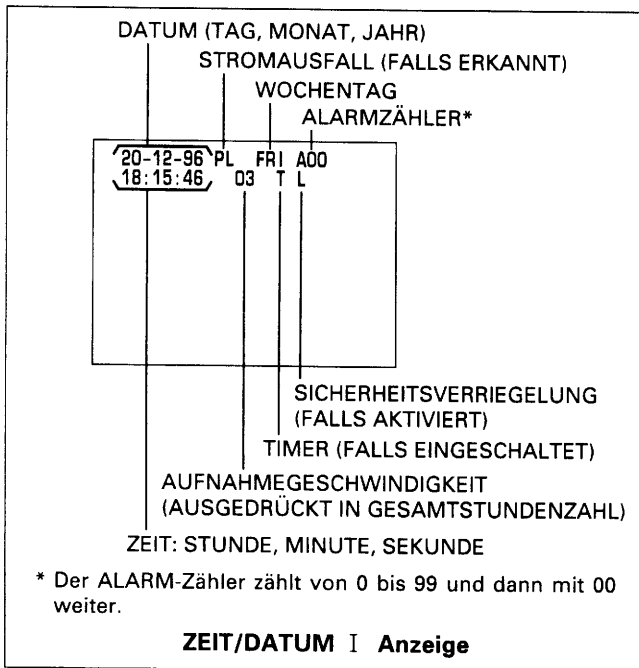 DATUM (TAG, MONAT, JAHR)
STROMAUSFALL (FALLS ERKANNT)
WOCHENTAG
ALARMZÄHLER*
20-12-96 PL FRI A00
18:15:46 03 T L
SICHERHEITSVERRIEGELUNG
(FALLS AKTIVIERT)
TIMER (FALLS EINGESCHALTET)
AUFNAHMEGESCHWINDIGKEIT
(AUSGEDRÜCKT IN GESAMTSTUNDENZAHL)
ZEIT: STUNDE, MINUTE, SEKUNDE
* Der ALARM-Zähler zählt von 0 bis 99 und dann mit 00
weiter.
ZEIT/DATUM I Anzeige